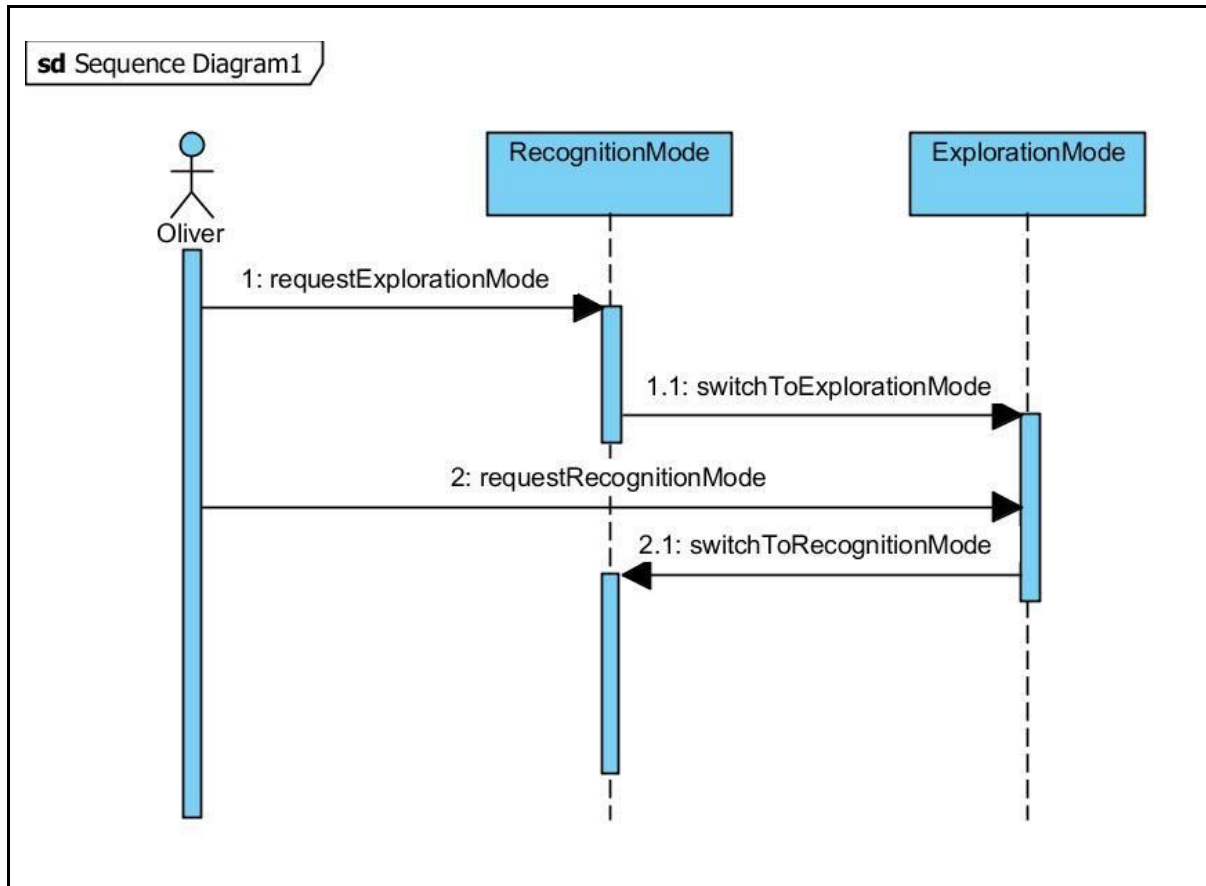 sd Sequence Diagram1
RecognitionMode
ExplorationMode
Oliver
1: requestExplorationMode
1.1: switchToExplorationMode
2: requestRecognitionMode
2.1: switchToRecognitionMode